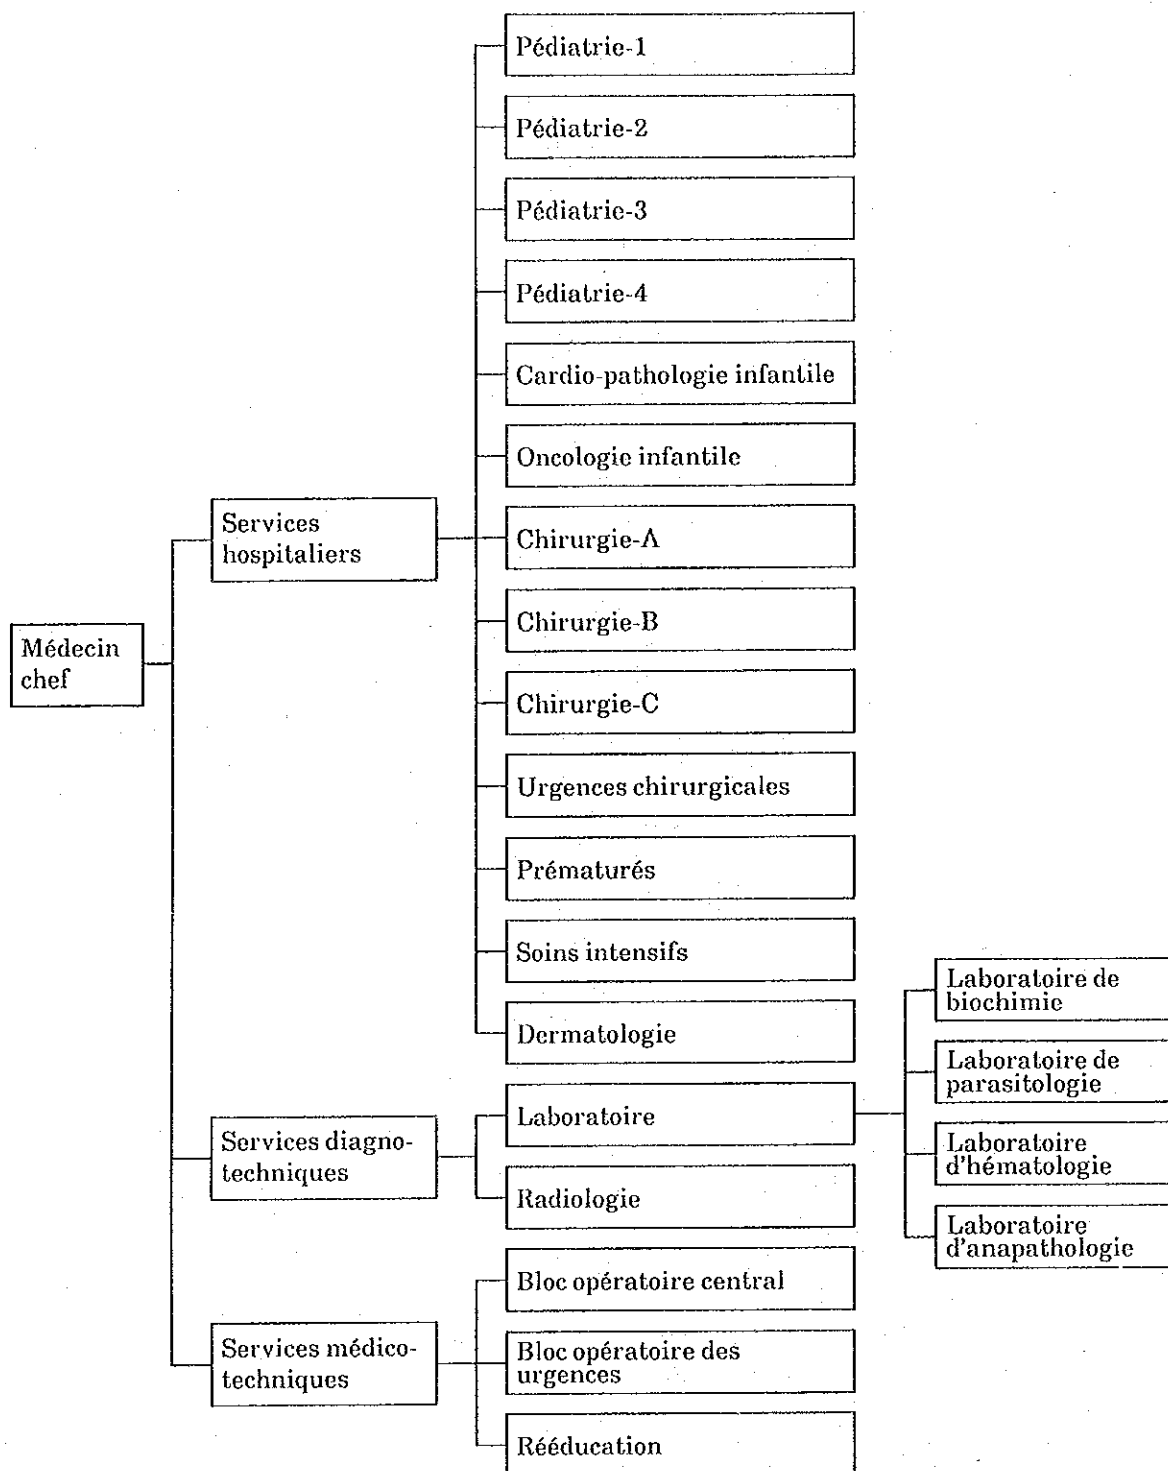 Pédiatrie-1
Pédiatrie-2
Pédiatrie-3
Pédiatrie-4
Cardio-pathologie infantile
Oncologie infantile
Services
hospitaliers
Chirurgie-A
Chirurgie-B
Médecin
chef
Chirurgie-C
Urgences chirurgicales
Prématurés
Soins intensifs
Dermatologie
Laboratoire de
biochimie
Laboratoire de
parasitologie
Laboratoire
d'hématologie
Laboratoire
d'anapathologie
Services diagno-
techniques
Laboratoire
Radiologie
Services médico-
techniques
Bloc opératoire central
Bloc opératoire des
urgences
Rééducation